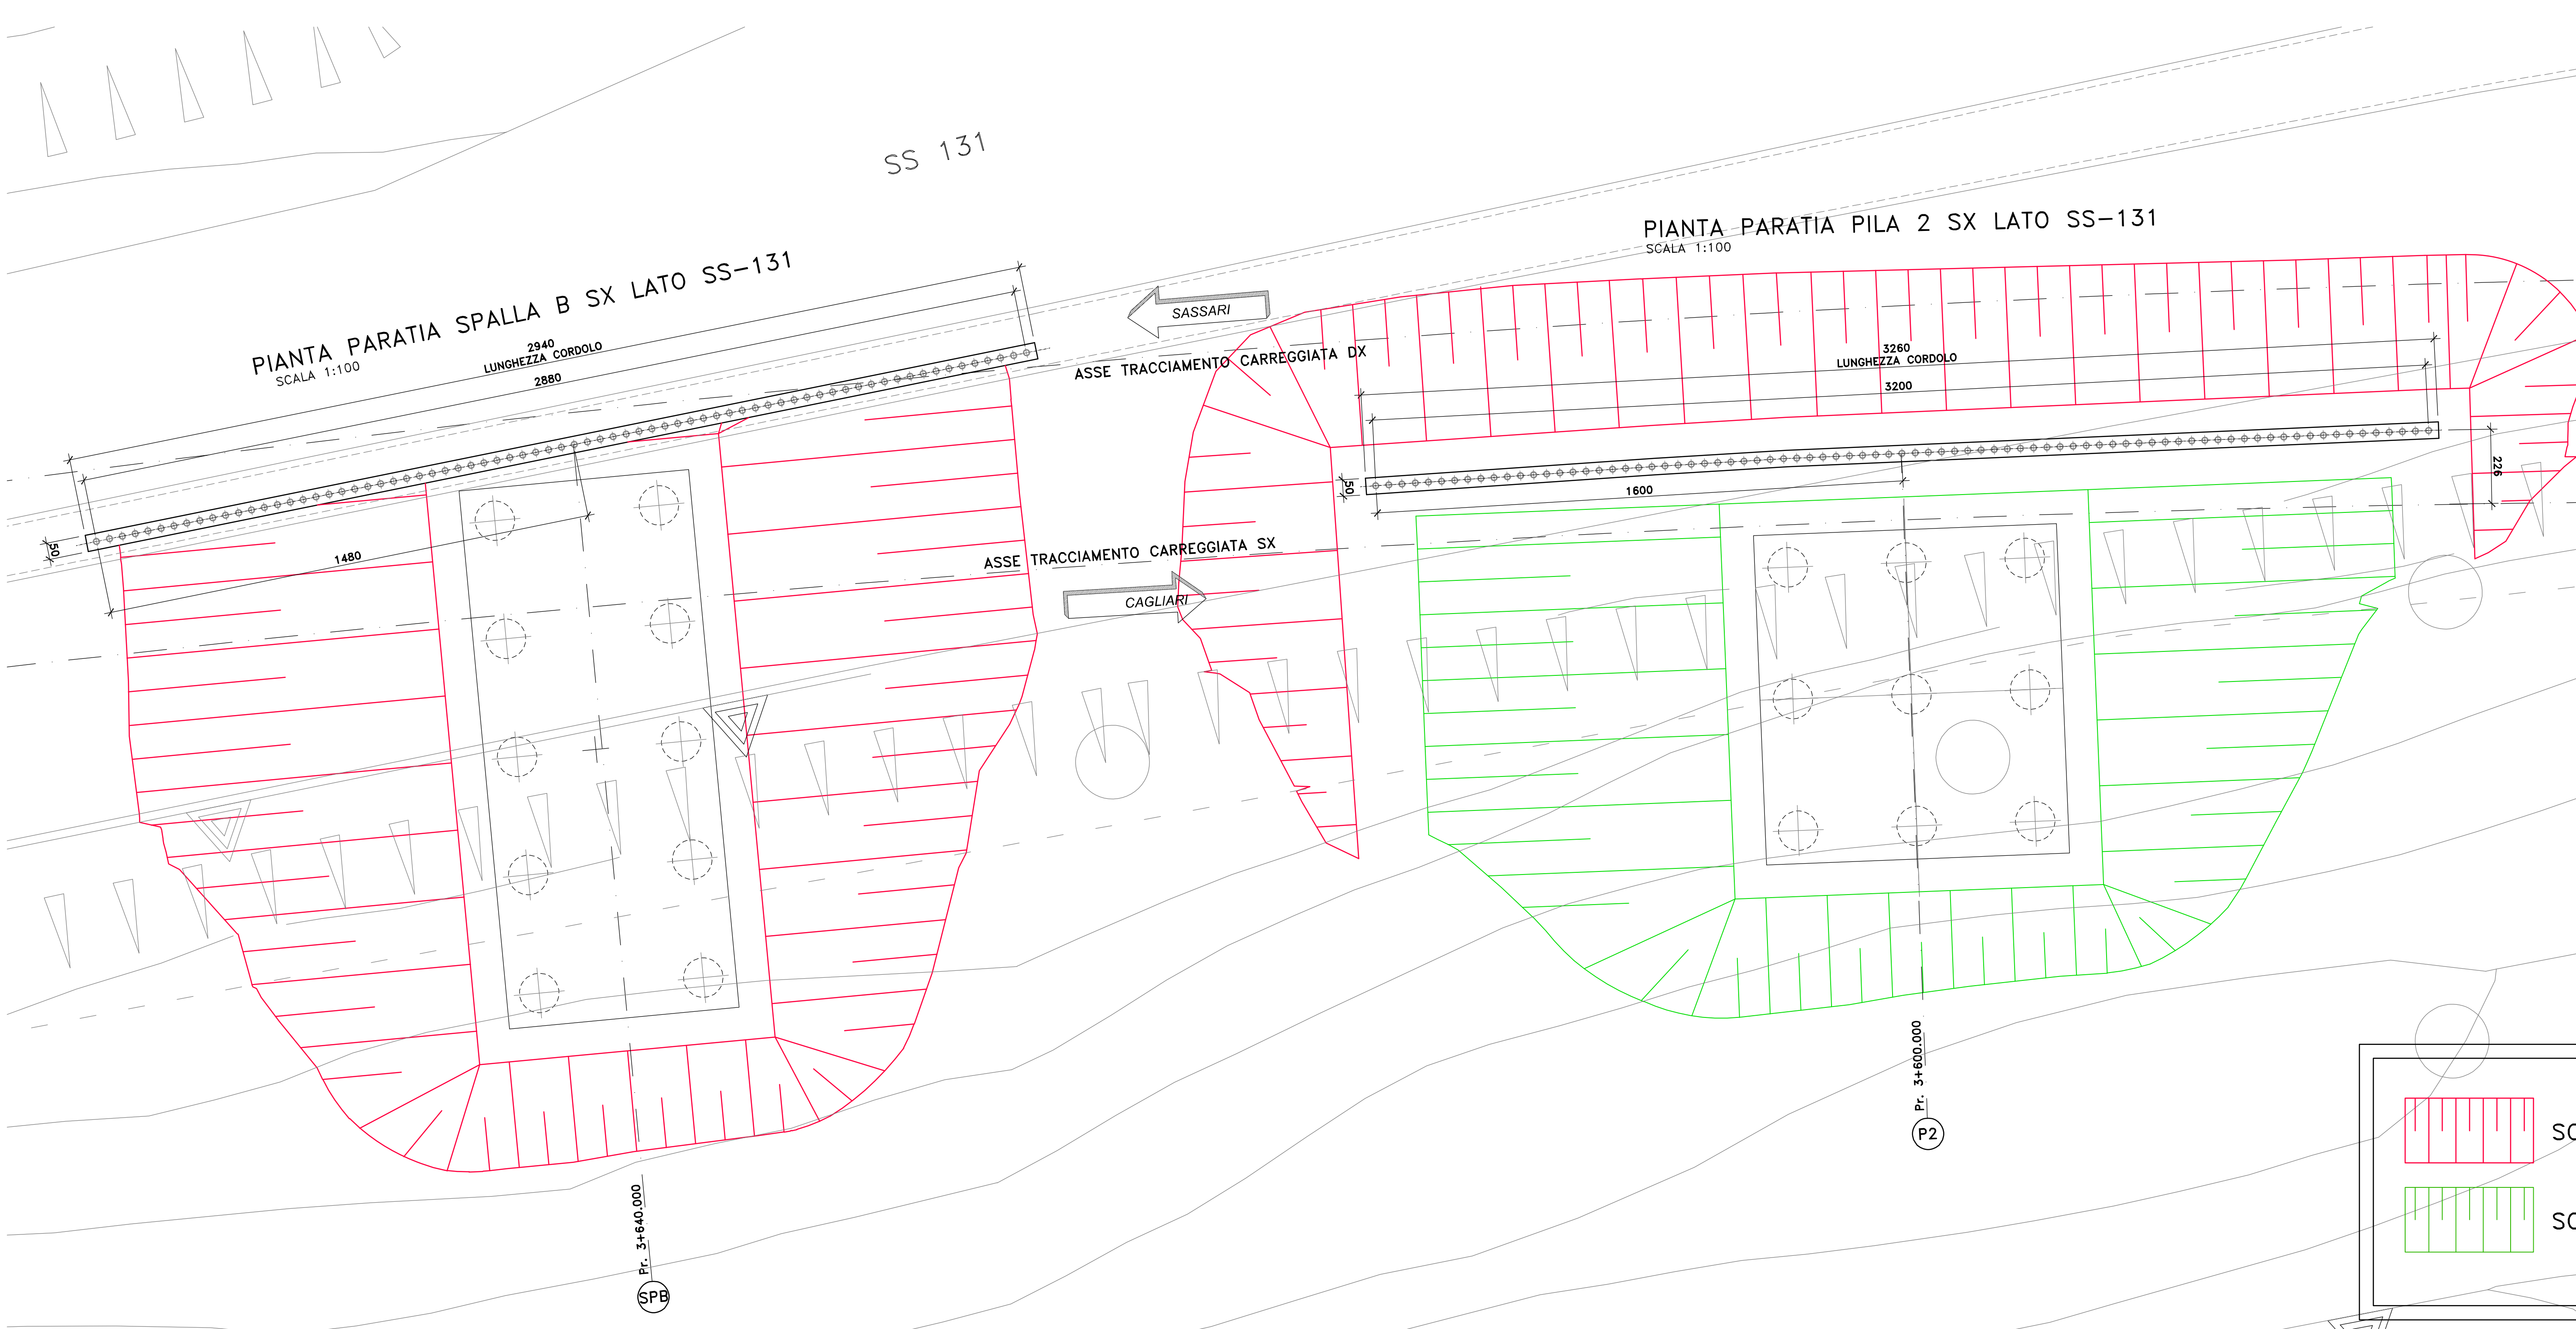 SS 131
PIANTA PARATIA PILA 2 SX LATO SS-131
SCALA 1:100
PIANTA PARATIA SPALLA B SX LATO SS-131
SCALA 1:100
2940
LUNGHEZZA CORDOLO
2880
SASSARI
ASSE TRACCIAMENTO CARREGGIATA DX
3260
LUNGHEZZA CORDOLO
3200
226
50
1600
50
1480
ASSE TRACCIAMENTO CARREGGIATA SX
CAGLIARI
Pr. 3+600.000
P2
Pr. 3+640.000
SPB